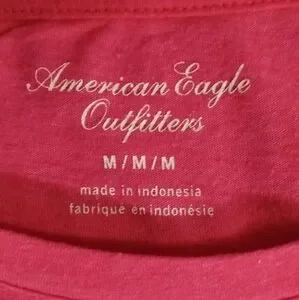 American Eagle
Outfitters
M/M/M
made in indonesia
fabriqué en indonésie